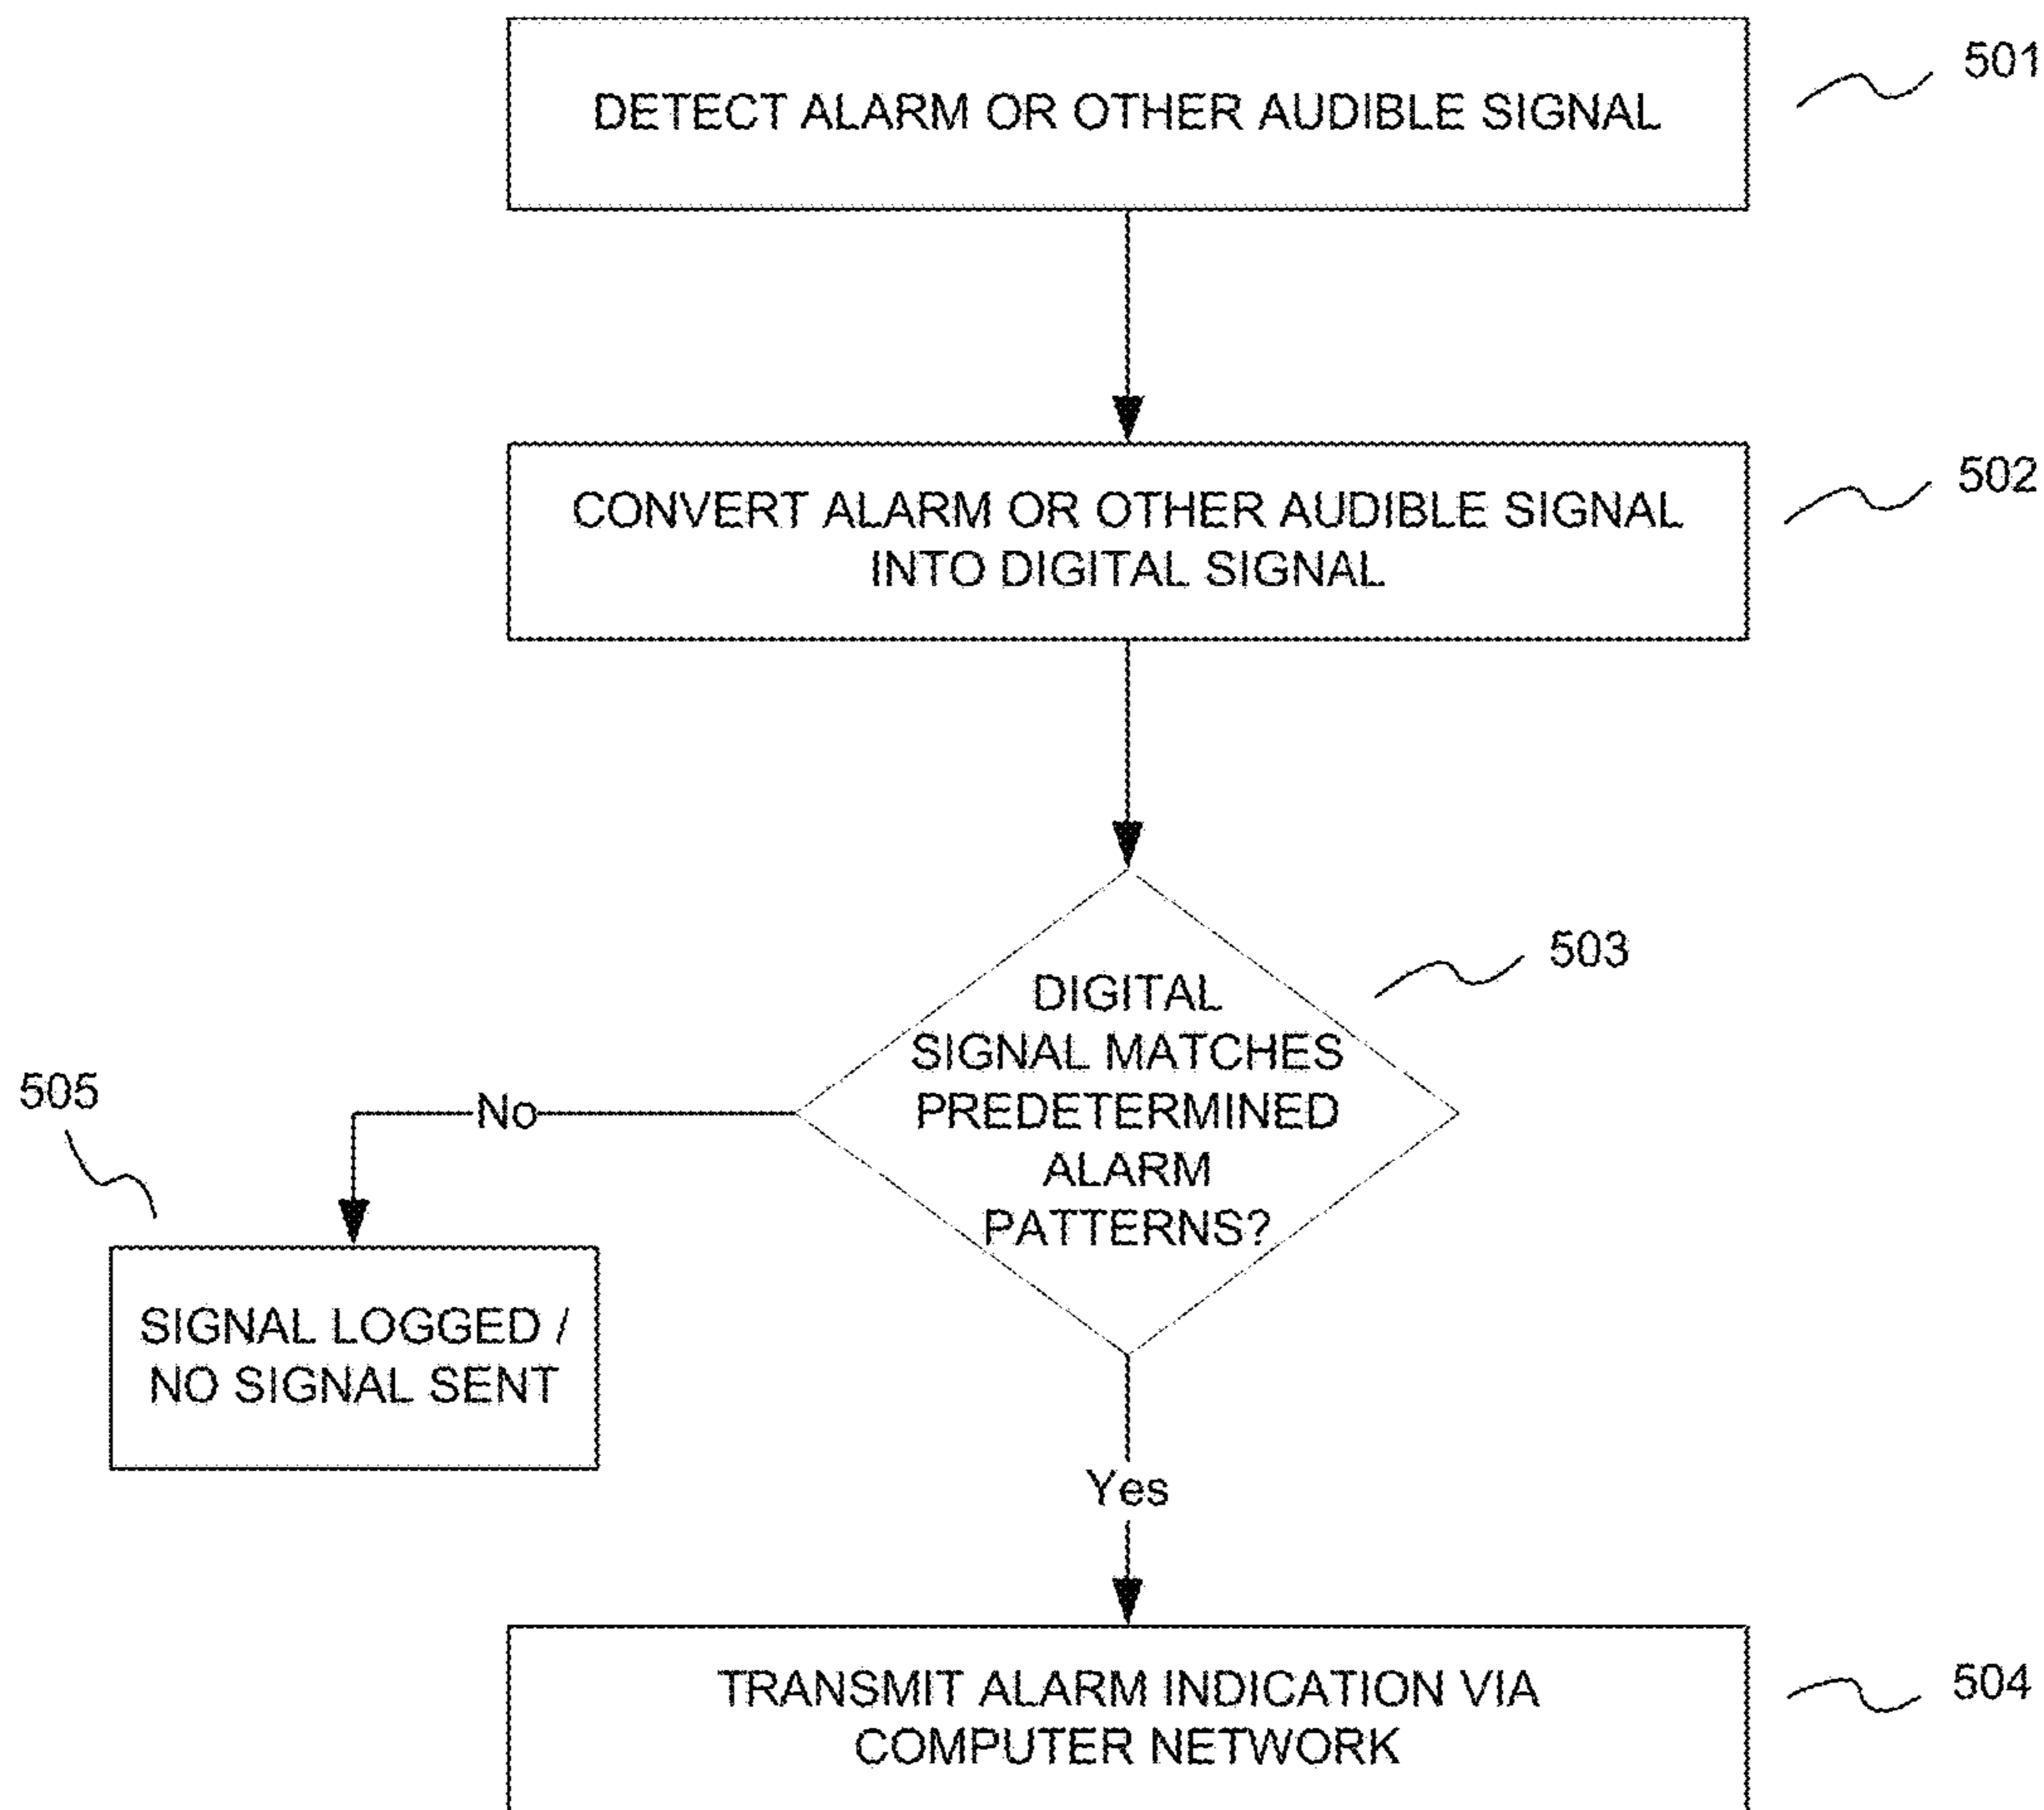 DETECT ALARM OR OTHER AUDIBLE SIGNAL
501
CONVERT ALARM OR OTHER AUDIBLE SIGNAL
INTO DIGITAL SIGNAL
502
DIGITAL
SIGNAL MATCHES
PREDETERMINED
ALARM
PATTERNS?
503
No
505
SIGNAL LOGGED /
NO SIGNAL SENT
Yes
TRANSMIT ALARM INDICATION VIA
COMPUTER NETWORK
504